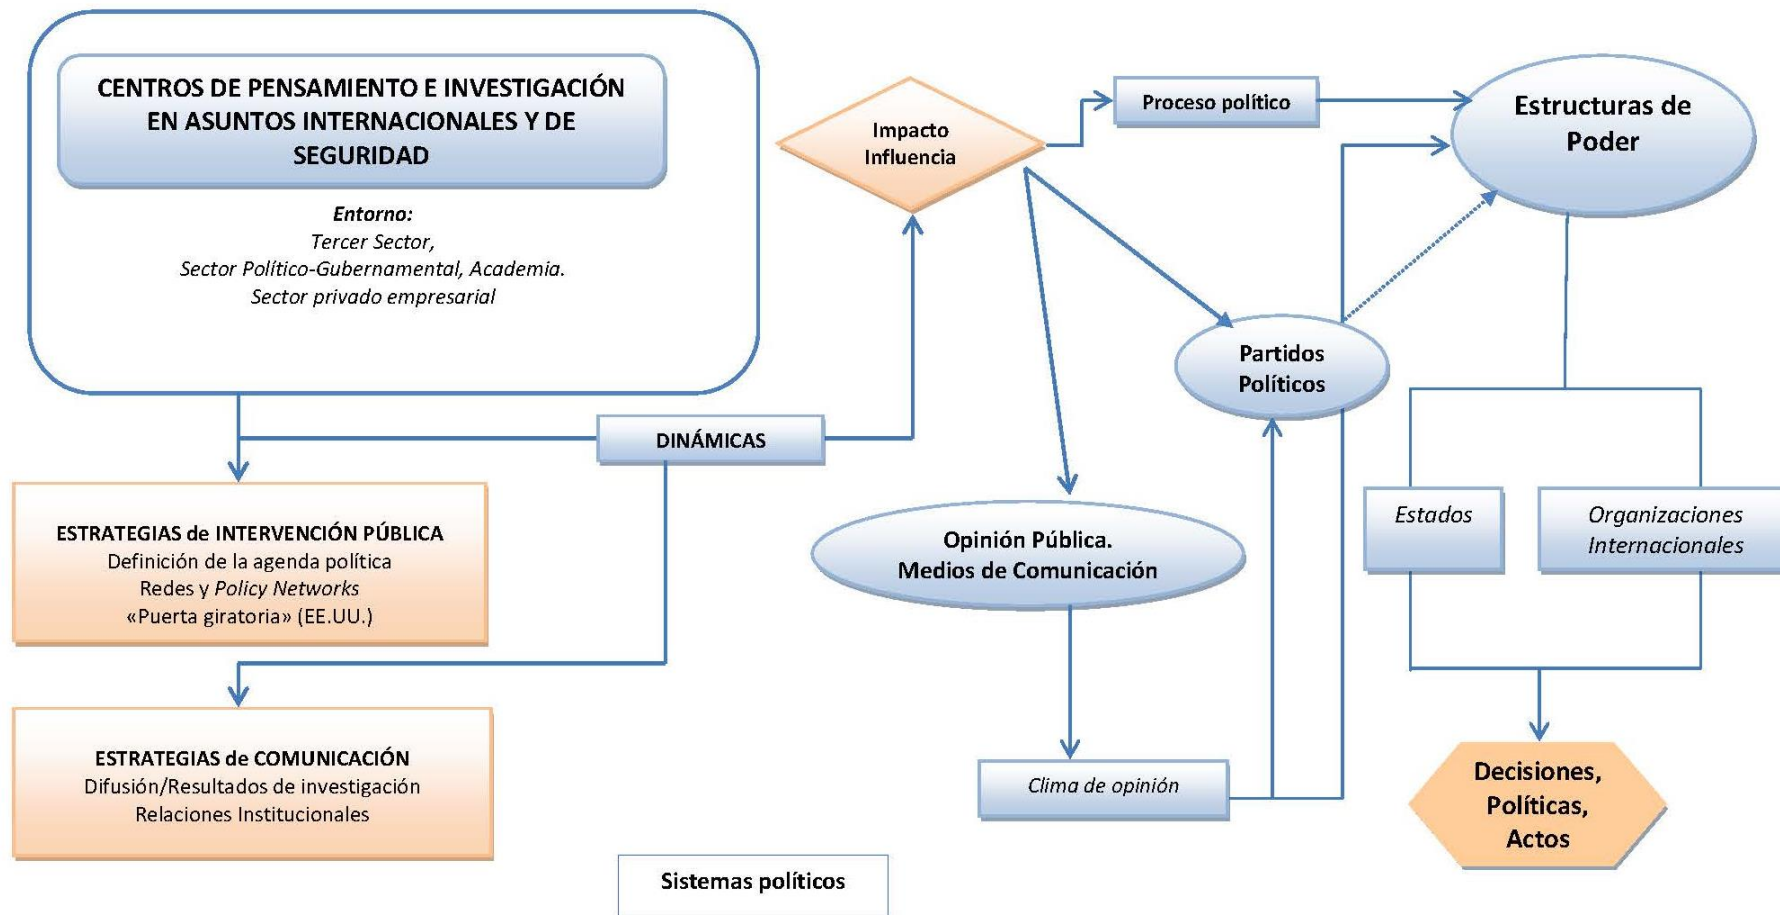 CENTROS DE PENSAMIENTO E INVESTIGACIÓN
EN ASUNTOS INTERNACIONALES Y DE
SEGURIDAD
Entorno:
Tercer Sector,
Sector Político-Gubernamental, Academia.
Sector privado empresarial
DINÁMICAS
ESTRATEGIAS de INTERVENCIÓN PÚBLICA
Definición de la agenda política
Redes y Policy Networks
«Puerta giratoria» (EE.UU.)
ESTRATEGIAS de COMUNICACIÓN
Difusión/Resultados de investigación
Relaciones Institucionales
Impacto
Influencia
Proceso político
Estructuras de
Poder
Partidos
Políticos
Opinión Pública.
Medios de Comunicación
Clima de opinión
Estados
Organizaciones
Internacionales
Decisiones,
Políticas,
Actos
Sistemas políticos